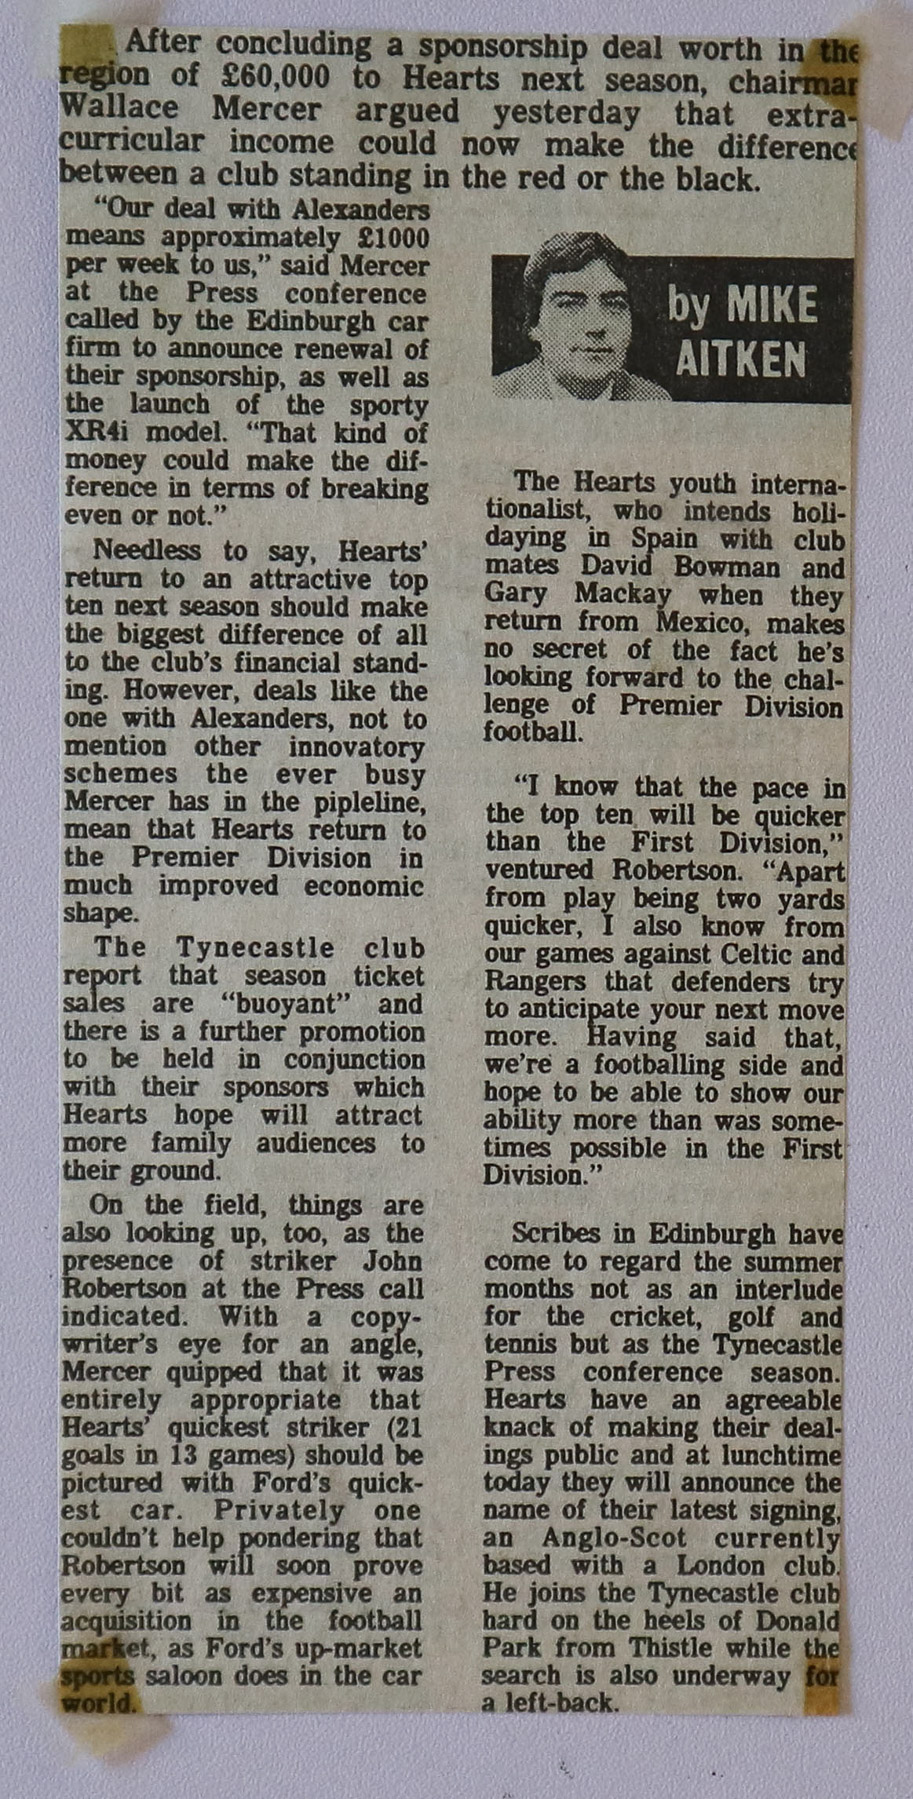 After concluding a sponsorship deal worth in the
region of £60,000 to Hearts next season, chairman
Wallace Mercer argued yesterday that extra-
curricular income could now make the difference
between a club standing in the red or the black.
“Our deal with Alexanders
means approximately £1000
per week to us,” said Mercer
at the Press conference
called by the Edinburgh car
firm to announce renewal of
their sponsorship, as well as
the launch of the sporty
XR4i model. “That kind of
money could make the dif-
ference in terms of breaking
even or not.”
Needless to say, Hearts’
return to an attractive top
ten next season should make
the biggest difference of all
to the club’s financial stand-
ing. However, deals like the
one with Alexanders, not to
mention other innovatory
schemes the ever busy
Mercer has in the pipleline,
mean that Hearts return to
the Premier Division in
much improved economic
shape.
The Tynecastle club
report that season ticket
sales are “buoyant” and
there is a further promotion
to be held in conjunction
with their sponsors which
Hearts hope will attract
more family audiences to
their ground.
On the field, things are
also looking up, too, as the
presence of striker John
Robertson at the Press call
indicated. With a copy-
writer’s eye for an angle,
Mercer quipped that it was
entirely appropriate that
Hearts’ quickest striker (21
goals in 13 games) should be
pictured with Ford’s quick-
est car. Privately one
couldn’t help pondering that
Robertson will soon prove
every bit as expensive an
acquisition in the football
market, as Ford’s up-market
sports saloon does in the car
world.
by MIKE
AITKEN
The Hearts youth interna-
tionalist, who intends holi-
daying in Spain with club
mates David Bowman and
Gary Mackay when they
return from Mexico, makes
no secret of the fact he’s
looking forward to the chal-
lenge of Premier Division
football.
“I know that the pace in
the top ten will be quicker
than the First Division,”
ventured Robertson. “Apart
from play being two yards
quicker, I also know from
our games against Celtic and
Rangers that defenders try
to anticipate your next move
more. Having said that,
we’re a footballing side and
hope to be able to show our
ability more than was some-
times possible in the First
Division.”
Scribes in Edinburgh have
come to regard the summer
months not as an interlude
for the cricket, golf and
tennis but as the Tynecastle
Press conference season.
Hearts have an agreeable
knack of making their deal-
ings public and at lunchtime
today they will announce the
name of their latest signing,
an Anglo-Scot currently
based with a London club.
He joins the Tynecastle club
hard on the heels of Donald
Park from Thistle while the
search is also underway for
a left-back.